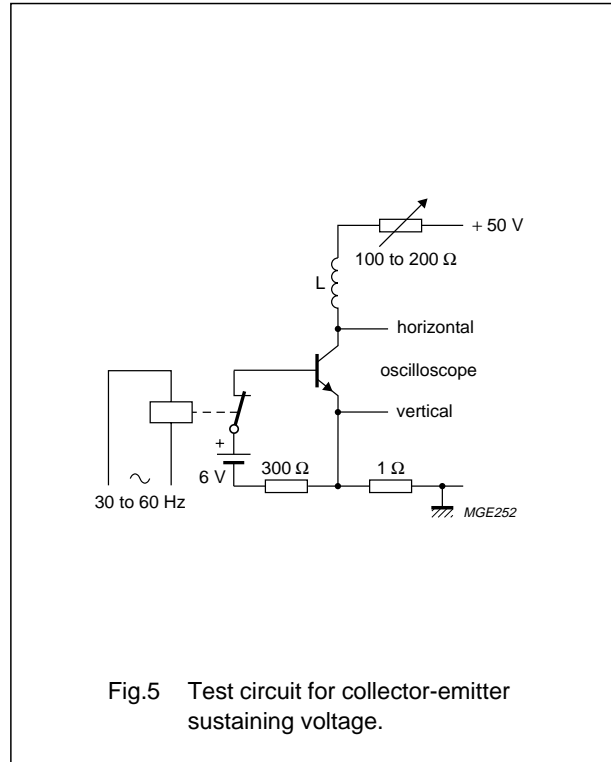 + 50 V
100 to 200 Ω
L
horizontal
oscilloscope
vertical
+
6 V
300 Ω
1 Ω
30 to 60 Hz
MGE252
Fig.5 Test circuit for collector-emitter
sustaining voltage.